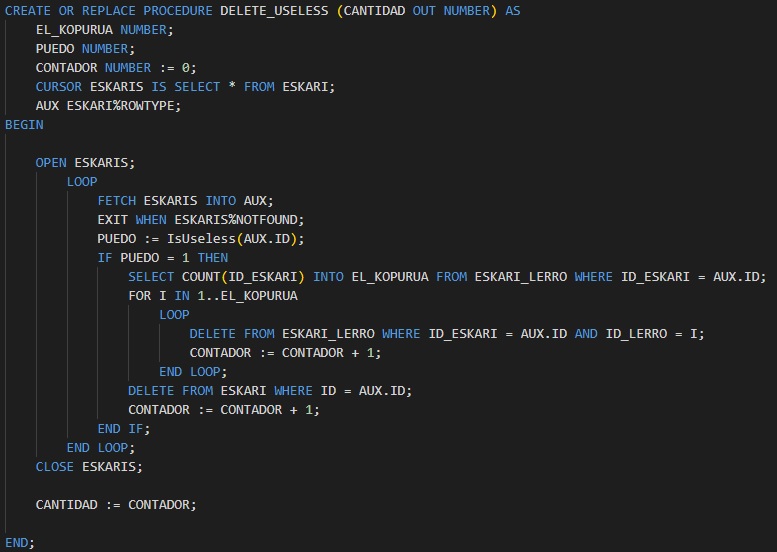 CREATE OR REPLACE PROCEDURE DELETE_USELESS (CANTIDAD OUT NUMBER) AS
    EL_KOPURUA NUMBER;
    PUEDO NUMBER;
    CONTADOR NUMBER := 0;
    CURSOR ESKARIS IS SELECT * FROM ESKARI;
    AUX ESKARI%ROWTYPE;
BEGIN
    OPEN ESKARIS;
        LOOP
            FETCH ESKARIS INTO AUX;
            EXIT WHEN ESKARIS%NOTFOUND;
            PUEDO := IsUseless(AUX.ID);
            IF PUEDO = 1 THEN
                SELECT COUNT(ID_ESKARI) INTO EL_KOPURUA FROM ESKARI_LERRO WHERE ID_ESKARI = AUX.ID;
                FOR I IN 1..EL_KOPURUA
                    LOOP
                        DELETE FROM ESKARI_LERRO WHERE ID_ESKARI = AUX.ID AND ID_LERRO = I;
                        CONTADOR := CONTADOR + 1;
                    END LOOP;
                DELETE FROM ESKARI WHERE ID = AUX.ID;
                CONTADOR := CONTADOR + 1;
            END IF;
        END LOOP;
    CLOSE ESKARIS;
    CANTIDAD := CONTADOR;
END;